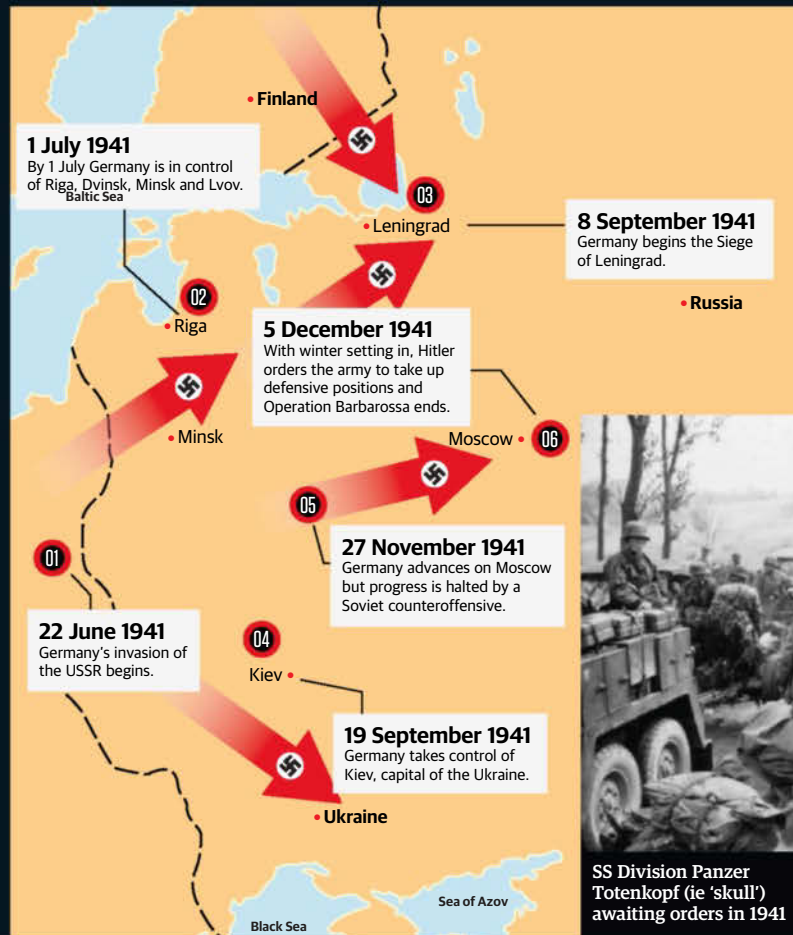 Finland
1 July 1941
By 1 July Germany is in control
of Riga, Dvinsk, Minsk and Lvov.
Baltic Sea
03
Leningrad
8 September 1941
Germany begins the Siege
of Leningrad.
02
Riga
Russia
5 December 1941
With winter setting in, Hitler
orders the army to take up
defensive positions and
Operation Barbarossa ends.
Minsk
Moscow
06
05
27 November 1941
Germany advances on Moscow
but progress is halted by a
Soviet counteroffensive.
01
22 June 1941
Germany's invasion of
the USSR begins.
04
Kiev
19 September 1941
Germany takes control of
Kiev, capital of the Ukraine.
Ukraine
Sea of Azov
Black Sea
SS Division Panzer
Totenkopf (ie ‘skull’)
awaiting orders in 1941